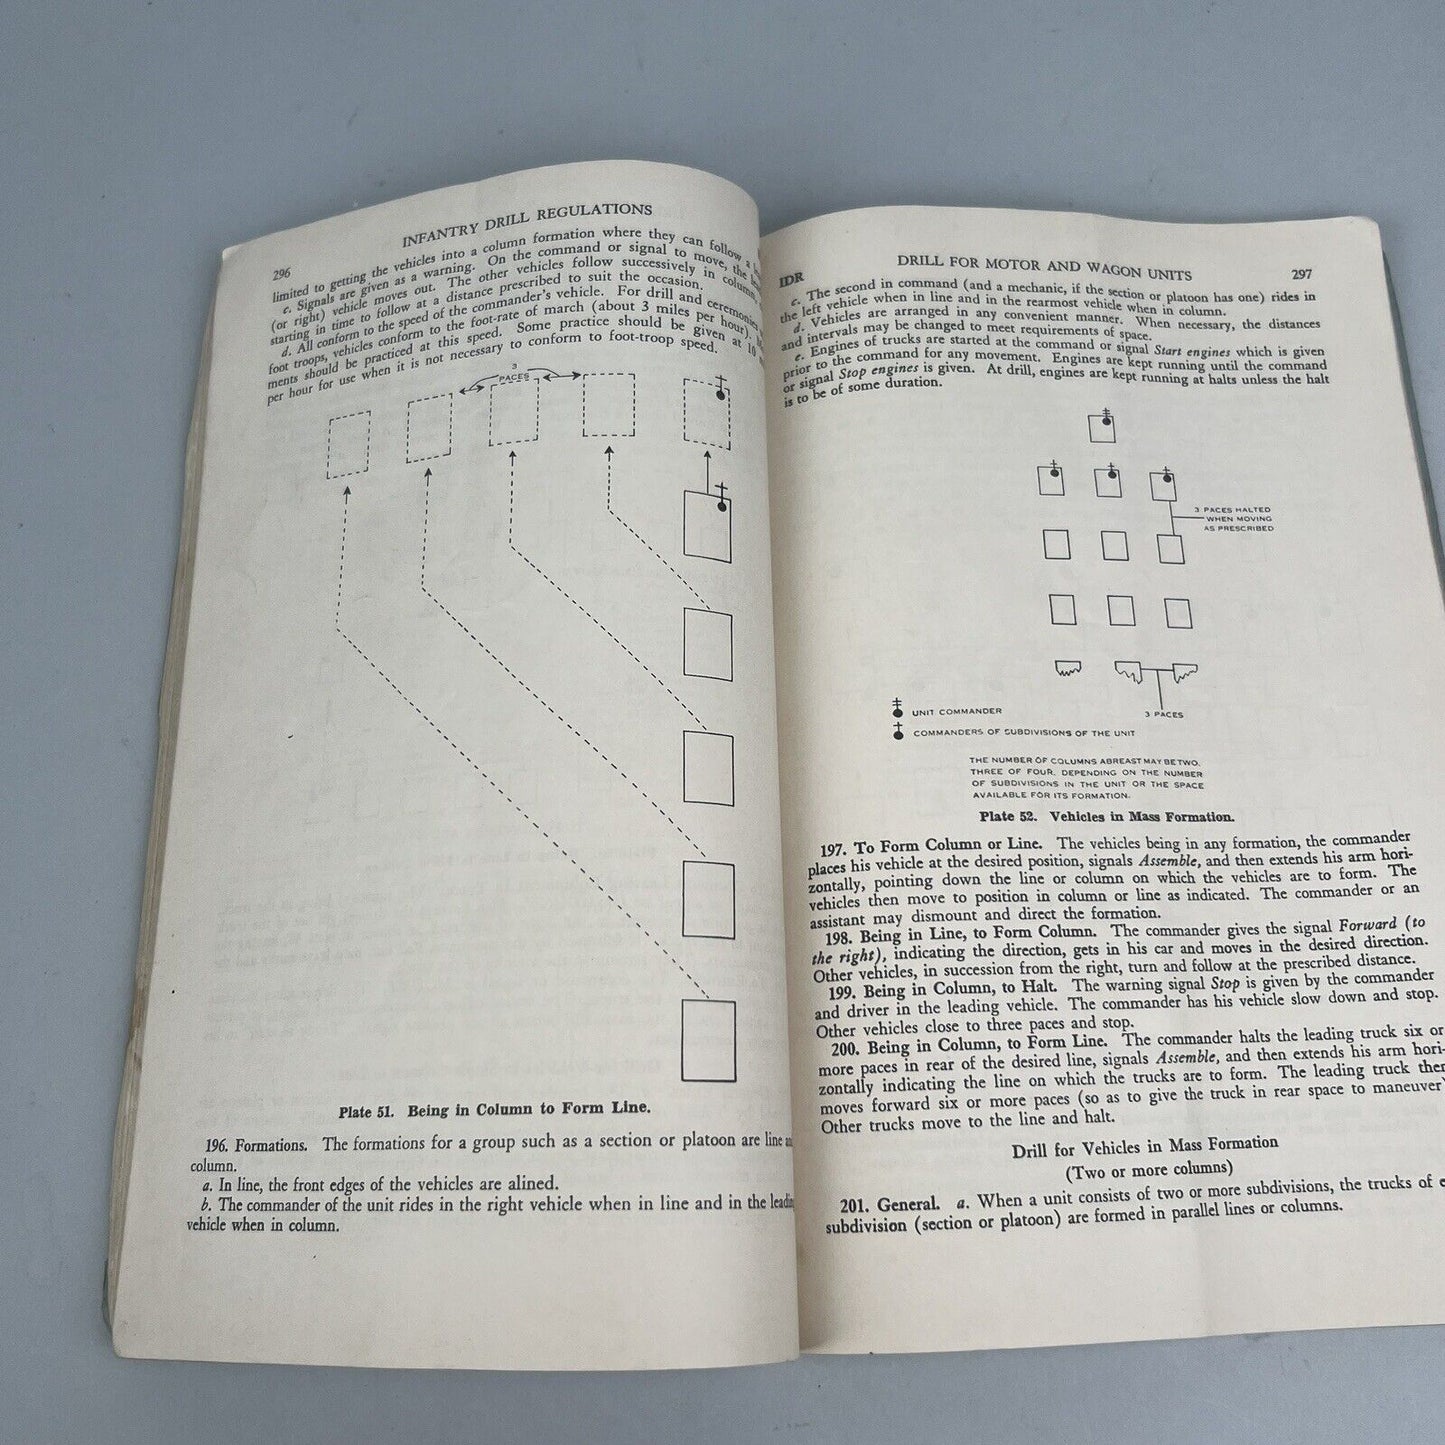 INFANTRY DRILL REGULATIONS
296
limited to getting the vehicles into a column formation where they can follow a
c. Signals are given as a warning. On the command or signal to move, the
(or right) vehicle moves out. The other vehicles follow successively in column,
starting in time to follow at a distance prescribed to suit the occasion.
d. All conform to the speed of the commander's vehicle. For drill and ceremonies
foot troops, vehicles conform to the foot-rate of march (about 3 miles per hour).
ments should be practiced at this speed. Some practice should be given at 10
per hour for use when it is not necessary to conform to foot-troop speed.
3
PACES
Plate 51. Being in Column to Form Line.
196. Formations. The formations for a group such as a section or platoon are line and
column.
a. In line, the front edges of the vehicles are alined.
b. The commander of the unit rides in the right vehicle when in line and in the leading
vehicle when in column.
IDR
DRILL FOR MOTOR AND WAGON UNITS
297
c. The second in command (and a mechanic, if the section or platoon has one) rides in
the left vehicle when in line and in the rearmost vehicle when in column.
d. Vehicles are arranged in any convenient manner. When necessary, the distances
and intervals may be changed to meet requirements of space.
e. Engines of trucks are started at the command or signal Start engines which is given
prior to the command for any movement. Engines are kept running until the command
or signal Stop engines is given. At drill, engines are kept running at halts unless the halt
is to be of some duration.
3 PACES HALTED
WHEN MOVING
AS PRESCRIBED
3 PACES
UNIT COMMANDER
COMMANDERS OF SUBDIVISIONS OF THE UNIT
THE NUMBER OF COLUMNS ABREAST MAY BE TWO,
THREE OF FOUR, DEPENDING ON THE NUMBER
OF SUBDIVISIONS IN THE UNIT OR THE SPACE
AVAILABLE FOR ITS FORMATION.
Plate 52. Vehicles in Mass Formation.
197. To Form Column or Line. The vehicles being in any formation, the commander
places his vehicle at the desired position, signals Assemble, and then extends his arm hori-
zontally, pointing down the line or column on which the vehicles are to form. The
vehicles then move to position in column or line as indicated. The commander or an
assistant may dismount and direct the formation.
198. Being in Line, to Form Column. The commander gives the signal Forward (to
the right), indicating the direction, gets in his car and moves in the desired direction.
Other vehicles, in succession from the right, turn and follow at the prescribed distance.
199. Being in Column, to Halt. The warning signal Stop is given by the commander
and driver in the leading vehicle. The commander has his vehicle slow down and stop.
Other vehicles close to three paces and stop.
200. Being in Column, to Form Line. The commander halts the leading truck six or
more paces in rear of the desired line, signals Assemble, and then extends his arm hori-
zontally indicating the line on which the trucks are to form. The leading truck then
moves forward six or more paces (so as to give the truck in rear space to maneuver)
Other trucks move to the line and halt.
Drill for Vehicles in Mass Formation
(Two or more columns)
201. General. a. When a unit consists of two or more subdivisions, the trucks of
subdivision (section or platoon) are formed in parallel lines or columns.